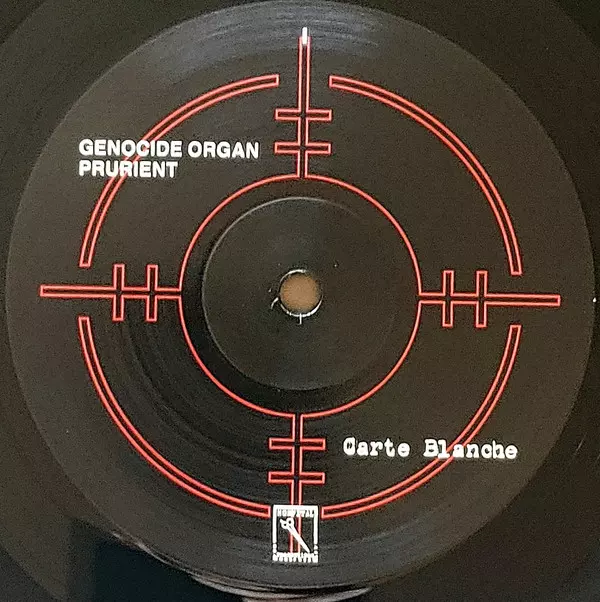 GENOCIDE ORGAN
PRURIENT
Carte Blanche